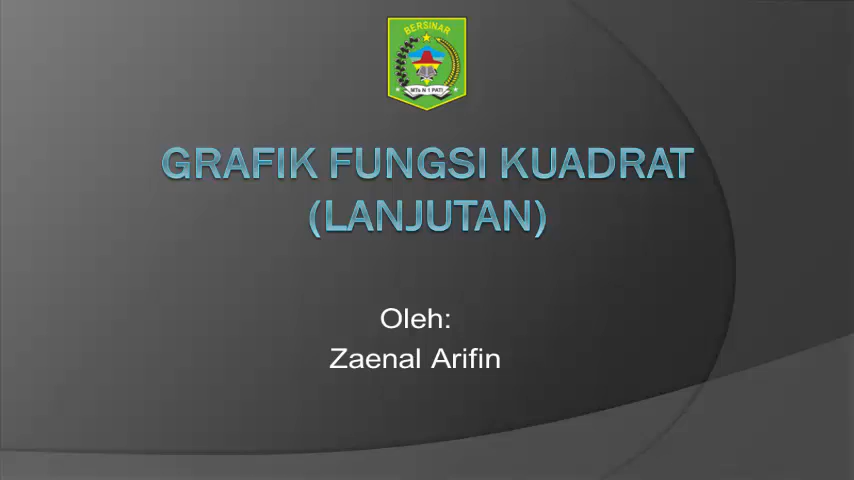 BERSINAR
MTs N 1 PATI
GRAFIK FUNGSI KUADRAT
(LANJUTAN)
Oleh:
Zaenal Arifin